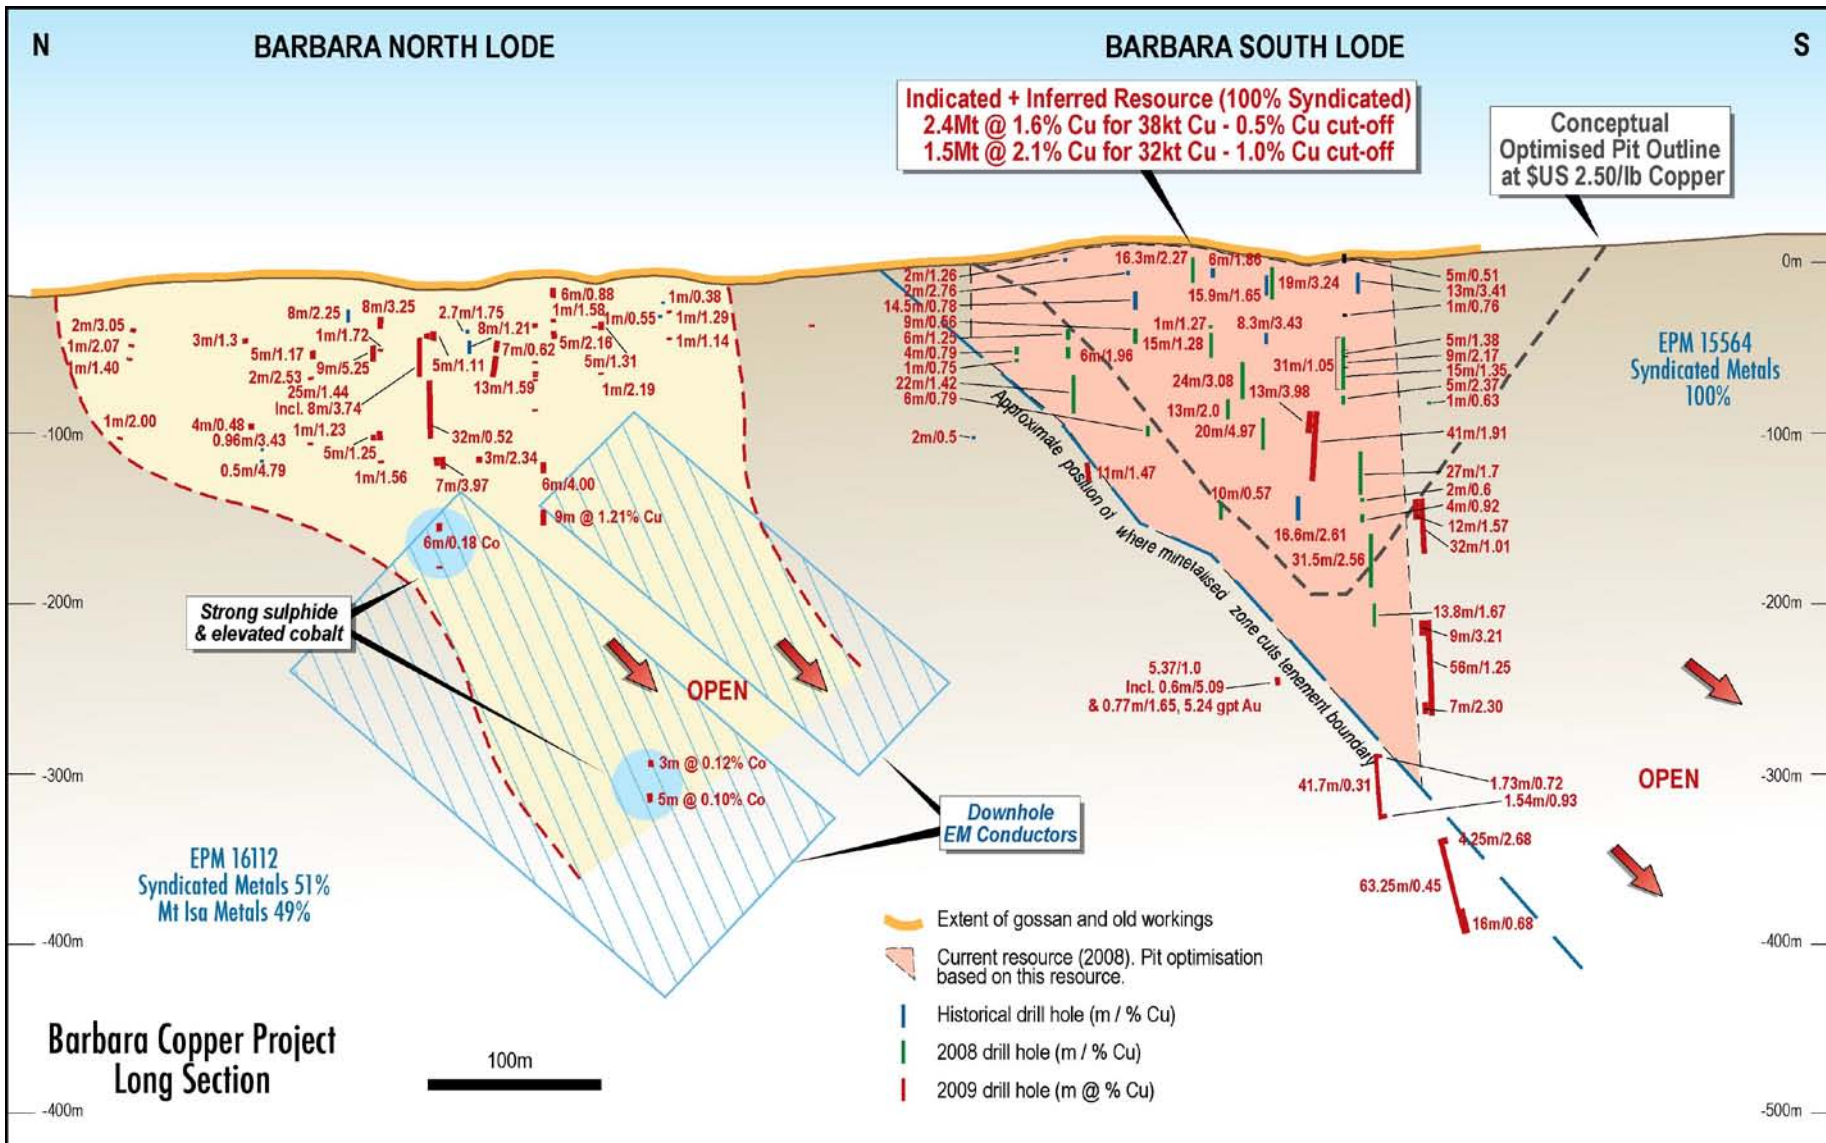 N
BARBARA NORTH LODE
BARBARA SOUTH LODE
S
Indicated + Inferred Resource (100% Syndicated)
2.4Mt @ 1.6% Cu for 38kt Cu - 0.5% Cu cut-off
1.5Mt @ 2.1% Cu for 32kt Cu - 1.0% Cu cut-off
Conceptual
Optimised Pit Outline
at $US 2.50/lb Copper
2m/3.05
1m/2.07
1m/1.40
1m/2.00
3m/1.3
8m/2.25
8m/3.25
1m/1.72
5m/1.17
9m/5.25
2m/2.53
25m/1.44
Incl. 8m/3.74
4m/0.48
0.96m/3.43
0.5m/4.79
1m/1.23
5m/1.25
1m/1.56
2.7m/1.75
8m/1.21
5m/1.11
7m/0.62
13m/1.59
32m/0.52
3m/2.34
7m/3.97
6m/4.00
9m @ 1.21% Cu
6m/0.88
1m/1.58
1m/0.55
5m/2.16
5m/1.31
1m/2.19
1m/0.38
1m/1.29
1m/1.14
6m/0.18 Co
Strong sulphide
& elevated cobalt
OPEN
3m @ 0.12% Co
5m @ 0.10% Co
Downhole
EM Conductors
EPM 16112
Syndicated Metals 51%
Mt Isa Metals 49%
-100m
-200m
-300m
-400m
-400m
2m/1.26
2m/2.76
14.5m/0.78
9m/0.66
6m/1.25
4m/0.79
1m/0.75
22m/1.42
6m/0.79
2m/0.5
16.3m/2.27
6m/1.86
15.9m/1.65
19m/3.24
1m/1.27
15m/1.28
8.3m/3.43
6m/1.96
31m/1.05
24m/3.08
13m/3.98
13m/2.0
20m/4.97
11m/1.47
10m/0.57
16.6m/2.61
31.5m/2.56
5m/0.51
13m/3.41
1m/0.76
5m/1.38
9m/2.17
15m/1.35
5m/2.37
1m/0.63
41m/1.91
27m/1.7
2m/0.6
4m/0.92
12m/1.57
32m/1.01
13.8m/1.67
9m/3.21
56m/1.25
7m/2.30
Approximate position of where mineralised zone cuts tenement boundary
5.37/1.0
Incl. 0.6m/5.09
& 0.77m/1.65, 5.24 gpt Au
41.7m/0.31
1.73m/0.72
1.54m/0.93
4.25m/2.68
63.25m/0.45
16m/0.68
OPEN
EPM 15564
Syndicated Metals
100%
0m
-100m
-200m
-300m
-400m
-500m
Extent of gossan and old workings
Current resource (2008). Pit optimisation
based on this resource.
Historical drill hole (m / % Cu)
2008 drill hole (m / % Cu)
2009 drill hole (m @ % Cu)
Barbara Copper Project
Long Section
100m